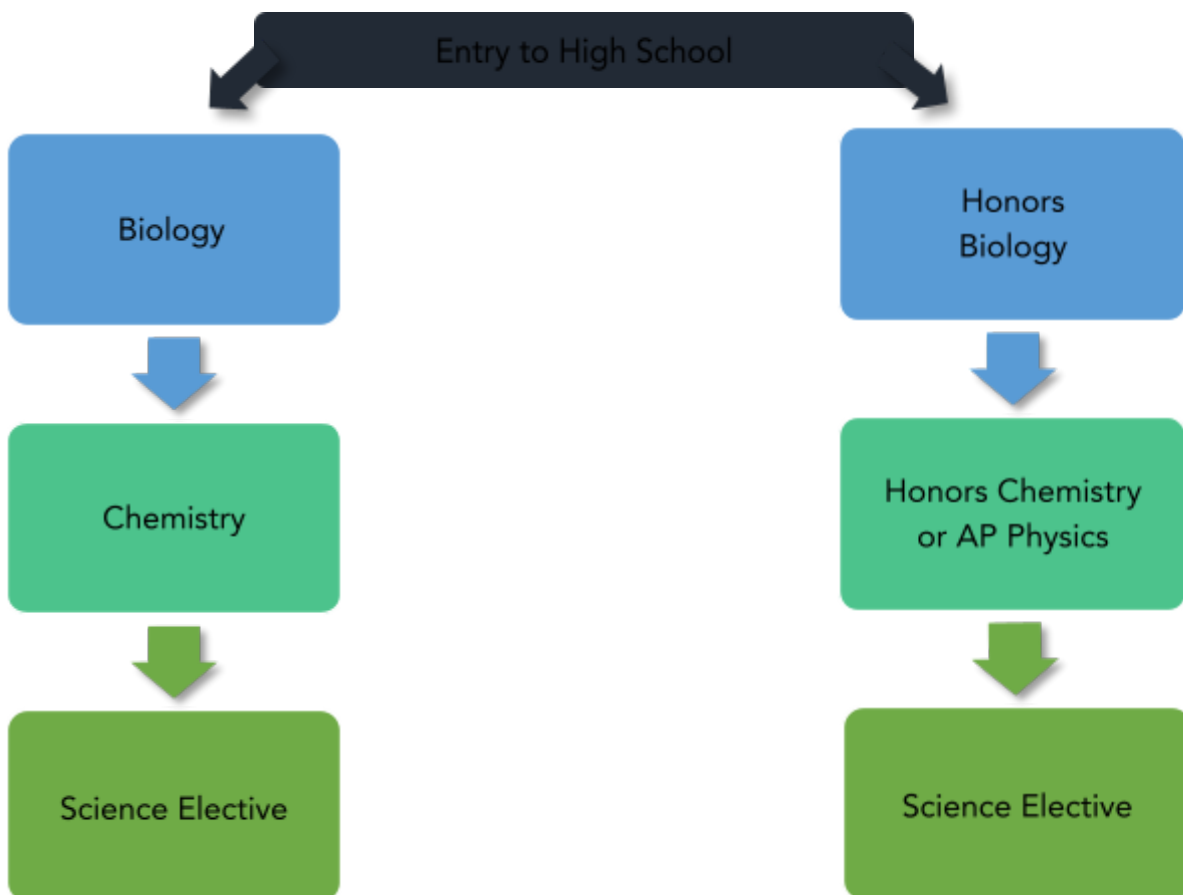 Entry to High School
Biology
Honors
Biology
Chemistry
Honors Chemistry
or AP Physics
Science Elective
Science Elective